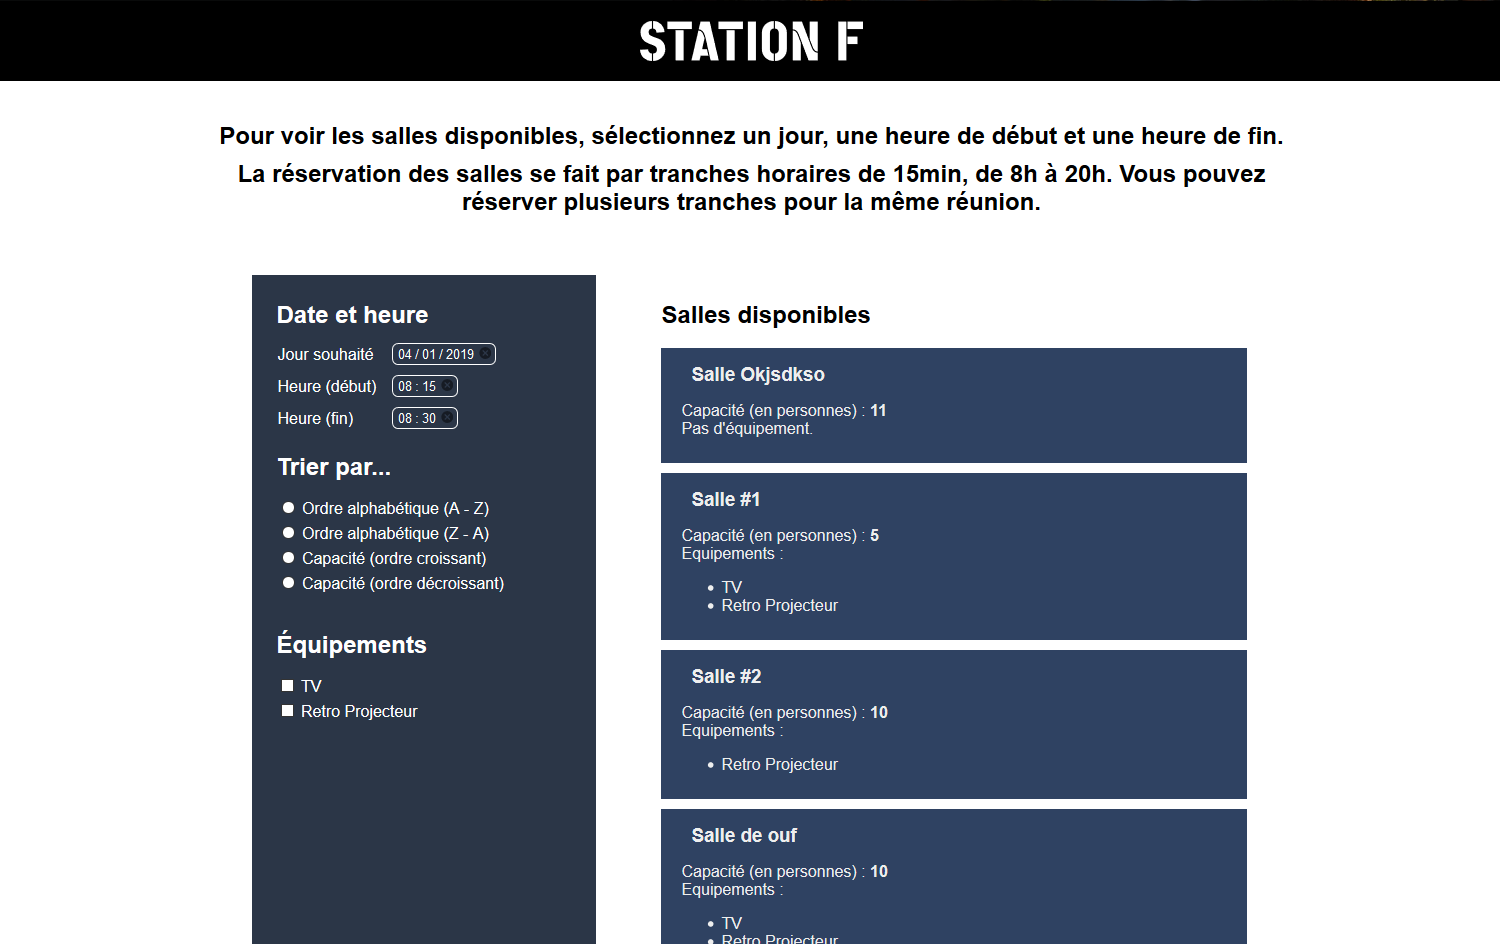 STATION F
Pour voir les salles disponibles, sélectionnez un jour, une heure de début et une heure de fin.
La réservation des salles se fait par tranches horaires de 15min, de 8h à 20h. Vous pouvez
réserver plusieurs tranches pour la même réunion.
Date et heure
Jour souhaité 04 / 01 / 2019
Heure (début) 08 : 15
Heure (fin) 08 : 30
Trier par...
Ordre alphabétique (A - Z)
Ordre alphabétique (Z - A)
Capacité (ordre croissant)
Capacité (ordre décroissant)
Équipements
TV
Retro Projecteur
Salles disponibles
Salle Okjsdkso
Capacité (en personnes) : 11
Pas d'équipement.
Salle #1
Capacité (en personnes) : 5
Equipements :
TV
Retro Projecteur
Salle #2
Capacité (en personnes) : 10
Equipements :
Retro Projecteur
Salle de ouf
Capacité (en personnes) : 10
Equipements :
TV
Retro Projecteur